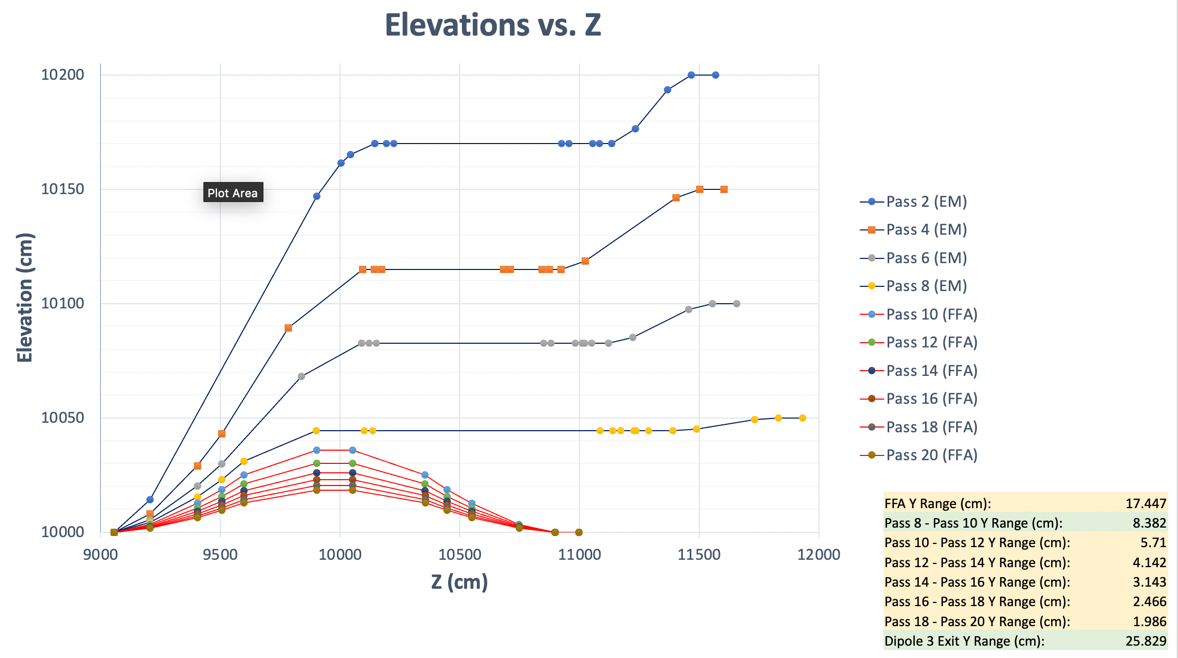 Elevations vs. Z
10200
10150
10100
10050
10000
Elevation (cm)
Plot Area
9000 9500 10000 10500 11000 11500 12000
Z (cm)
Pass 2 (EM)
Pass 4 (EM)
Pass 6 (EM)
Pass 8 (EM)
Pass 10 (FFA)
Pass 12 (FFA)
Pass 14 (FFA)
Pass 16 (FFA)
Pass 18 (FFA)
Pass 20 (FFA)
FFA Y Range (cm): 17.447
Pass 8 - Pass 10 Y Range (cm): 8.382
Pass 10 - Pass 12 Y Range (cm): 5.71
Pass 12 - Pass 14 Y Range (cm): 4.142
Pass 14 - Pass 16 Y Range (cm): 3.143
Pass 16 - Pass 18 Y Range (cm): 2.466
Pass 18 - Pass 20 Y Range (cm): 1.986
Dipole 3 Exit Y Range (cm): 25.829